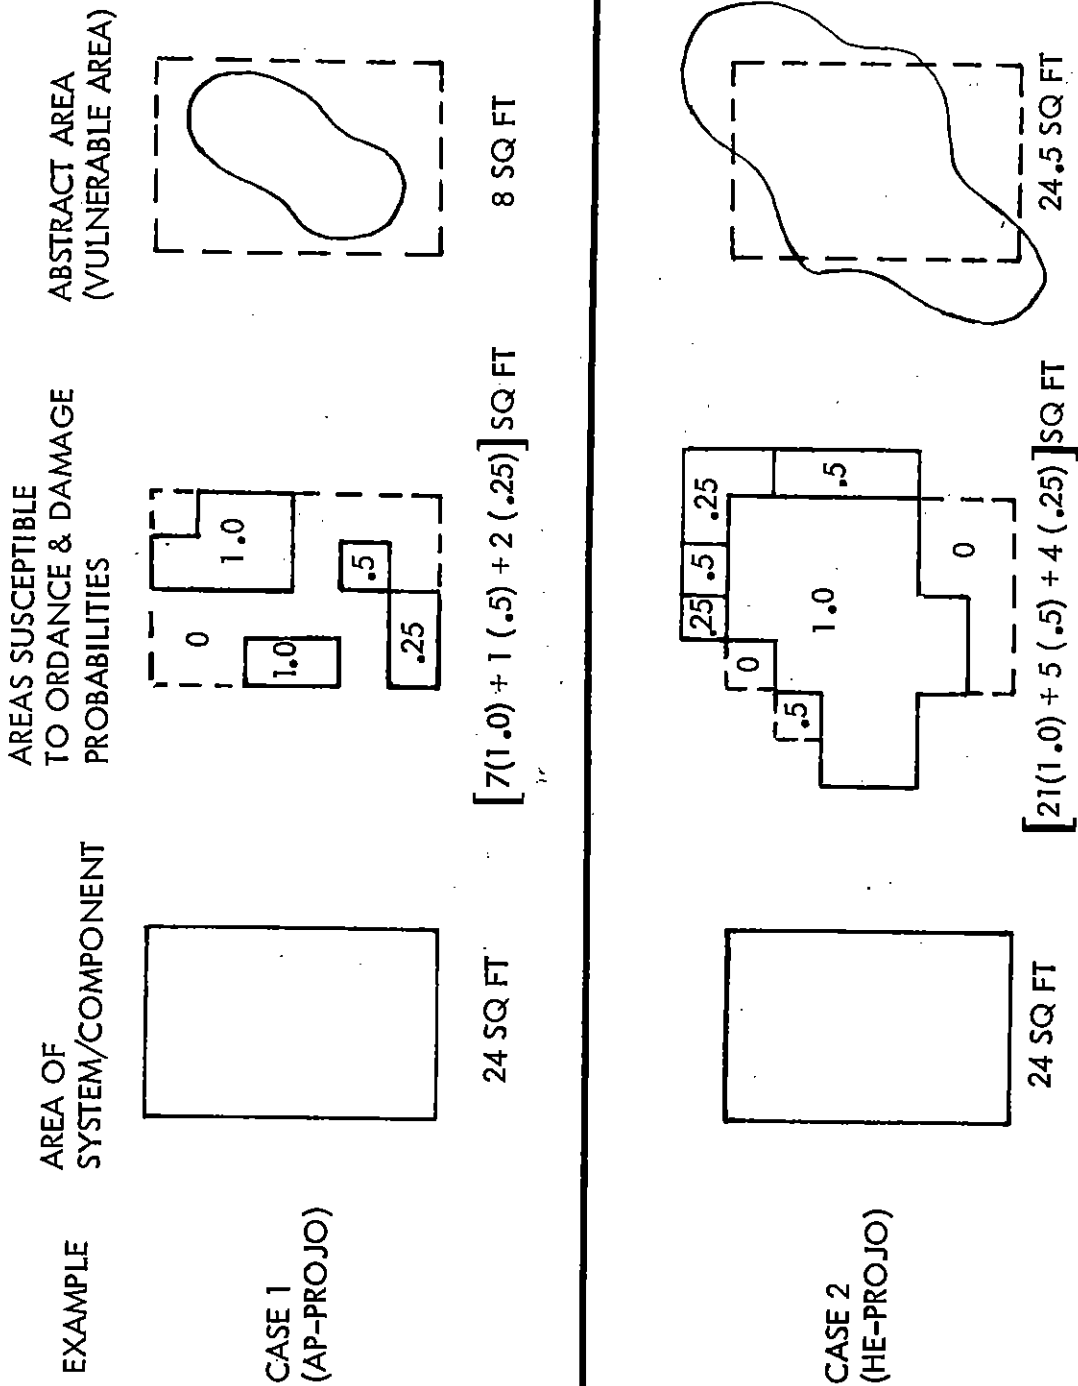 EXAMPLE
AREA OF
SYSTEM/COMPONENT
AREAS SUSCEPTIBLE
TO ORDANCE & DAMAGE
PROBABILITIES
ABSTRACT AREA
(VULNERABLE AREA)
CASE 1
(AP-PROJO)
24 SQ FT
0
1.0
1.0
.5
.25
[7(1.0) + 1 (.5) + 2 (.25)] SQ FT
8 SQ FT
CASE 2
(HE-PROJO)
24 SQ FT
.25
.5
.25
0
.5
.5
1.0
0
[21(1.0) + 5 (.5) + 4 (.25)] SQ FT
24.5 SQ FT